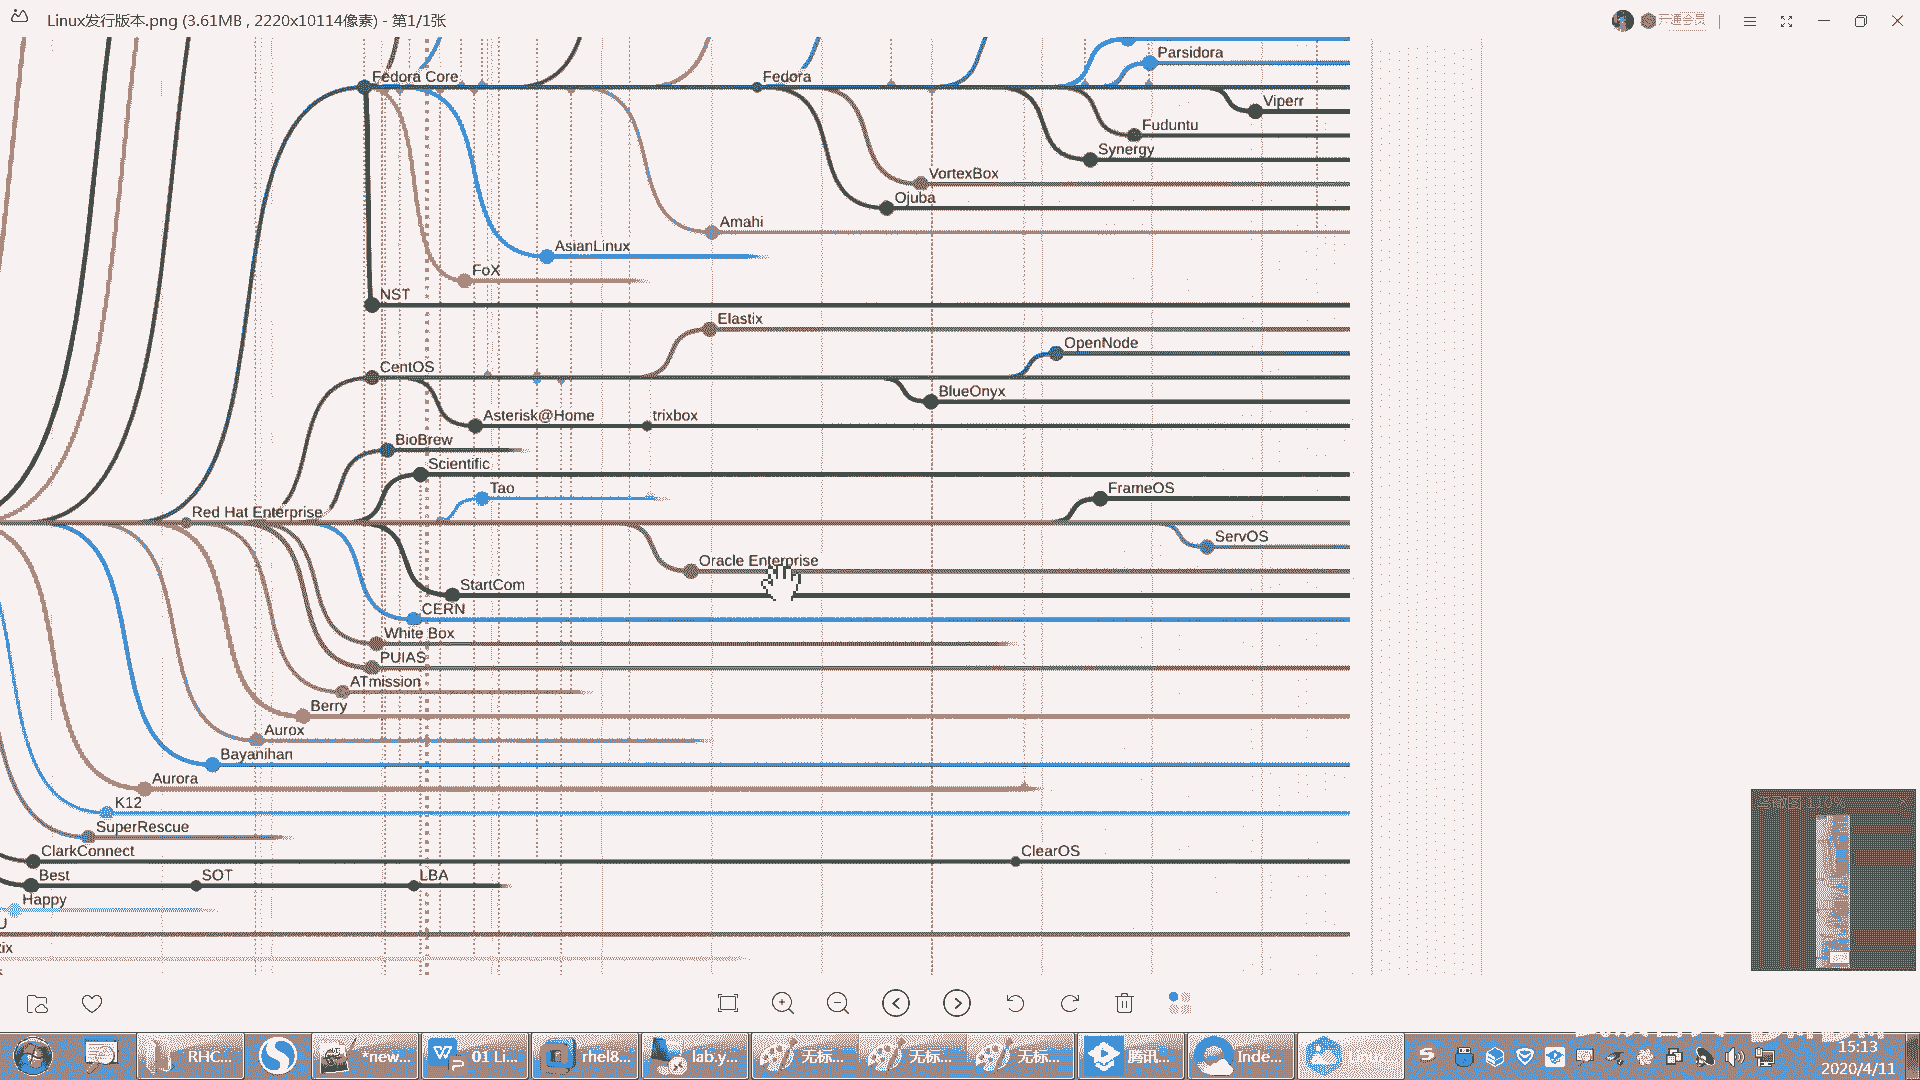 Linux发行版本.png (3.61MB , 2220x10114像素) - 第1/1张
开通会员
Parsidora
Fedora Core
Fedora
Viperr
Fuduntu
Synergy
VortexBox
Ojuba
Amahi
AsianLinux
FoX
NST
Elastix
OpenNode
CentOS
BlueOnyx
Asterisk@Home
trixbox
BioBrew
Scientific
Tao
FrameOS
Red Hat Enterprise
ServOS
Oracle Enterprise
StartCom
CERN
White Box
PUIAS
ATmission
Berry
Aurox
Bayanihan
Aurora
K12
SuperRescue
ClarkConnect
ClearOS
Best
SOT
LBA
Happy
RHC...
*new...
01 Li...
rhel8...
lab.y...
无标...
无标...
无标...
腾讯...
Inde...
Linux...
15:13
2020/4/11